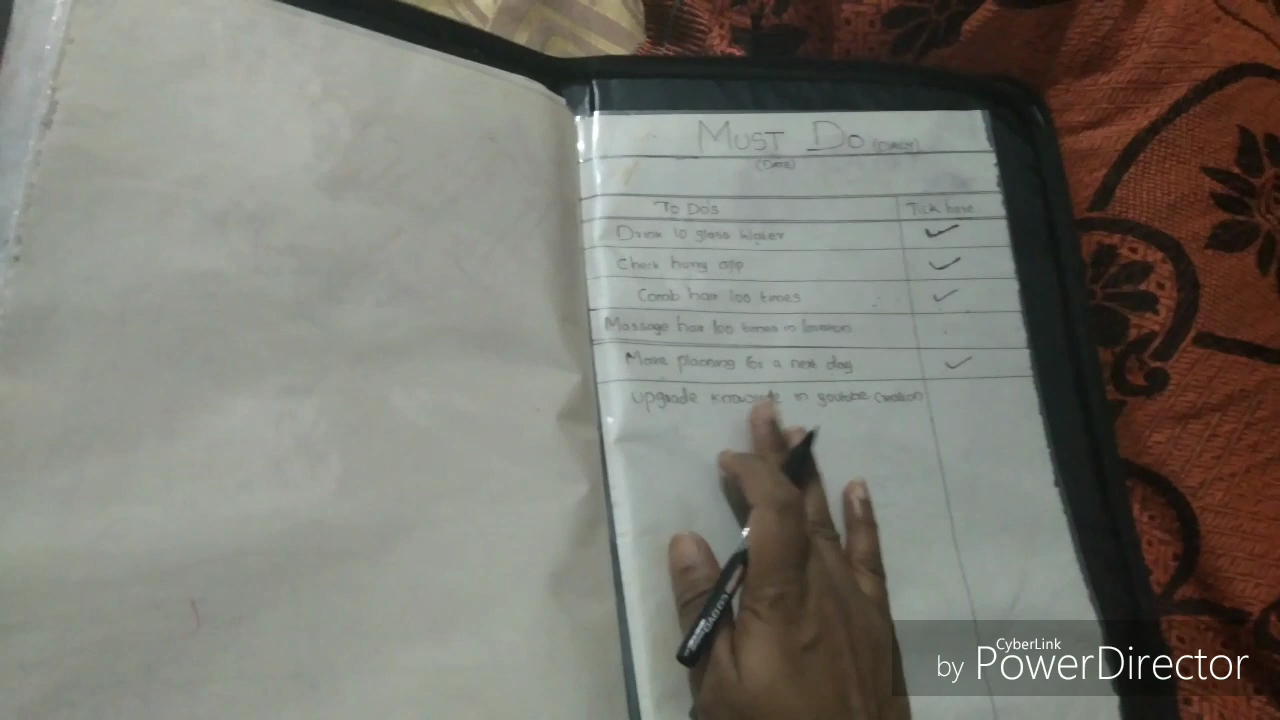 MUST DO (DAILY)
(DATE)
To Do's Tick here
Drink 10 glass Water
Check hung app
Comb hair 100 times
Massage hair 100 times in
Make planning for a next day
Upgrade Knowledge in youtube Creation
CyberLink
by PowerDirector